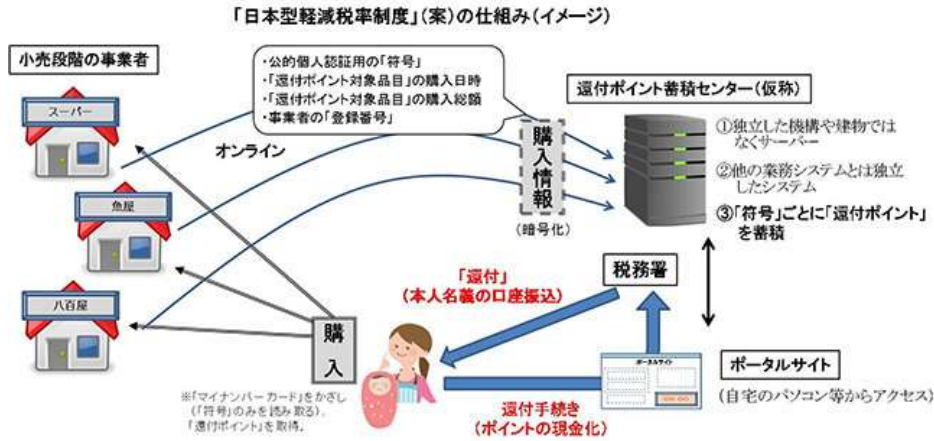 「日本型軽減税率制度」(案)の仕組み(イメージ)
小売段階の事業者
スーパー
魚屋
八百屋
・公的個人認証用の「符号」
・「還付ポイント対象品目」の購入日時
・「還付ポイント対象品目」の購入総額
・事業者の「登録番号」
オンライン
購入情報
(暗号化)
還付ポイント蓄積センター(仮称)
①独立した機構や建物では
なくサーバー
②他の業務システムとは独立
したシステム
③「符号」ごとに「還付ポイント」
を蓄積
税務署
「還付」
(本人名義の口座振込)
購入
※「マイナンバーカード」をかざし
(「符号」のみを読み取る)、
「還付ポイント」を取得。
還付手続き
(ポイントの現金化)
ポータルサイト
ポータルサイト
(自宅のパソコン等からアクセス)